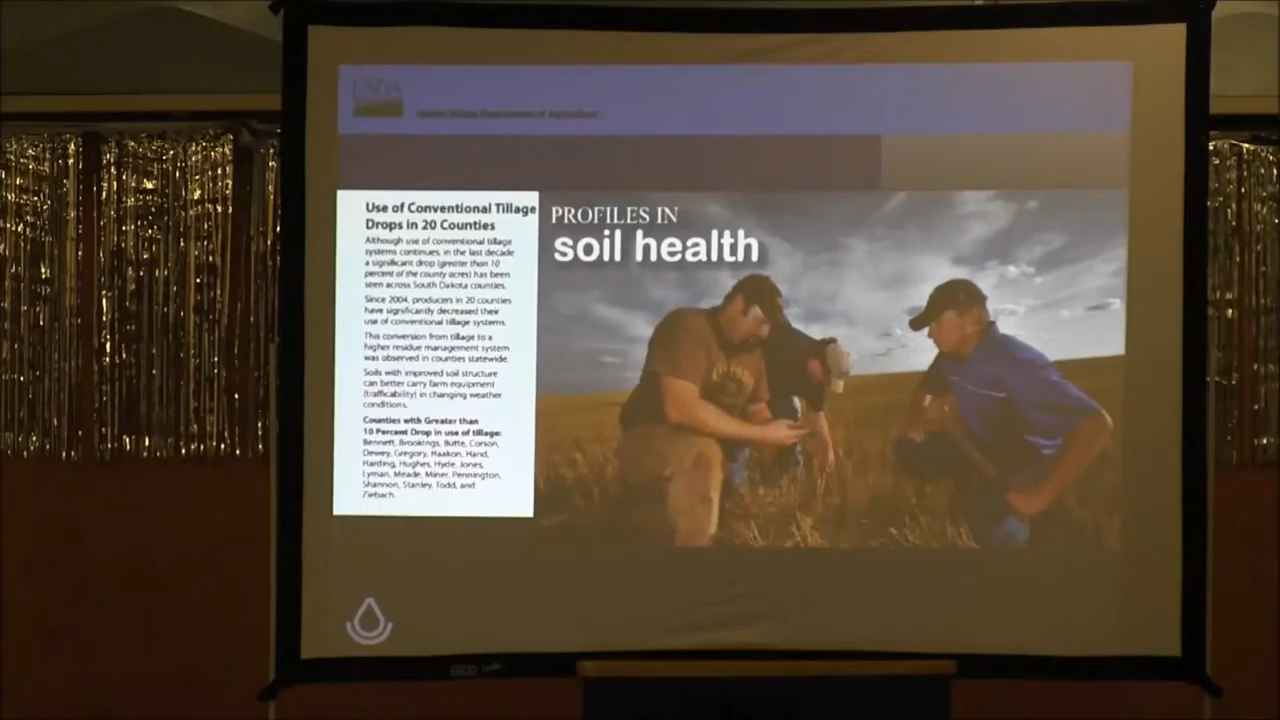 USDA
United States Department of Agriculture
Use of Conventional Tillage
Drops in 20 Counties
Although use of conventional tillage
systems continues, in the last decade
a significant drop (greater than 10
percent of the county acres) has been
seen across South Dakota counties.
Since 2004, producers in 20 counties
have significantly decreased their
use of conventional tillage systems.
This conversion from tillage to a
higher residue management system
was observed in counties statewide.
Soils with improved soil structure
can better carry farm equipment
(trafficability) in changing weather
conditions.
Counties with Greater than
10 Percent Drop in use of tillage:
Bennett, Brookings, Butte, Corson,
Dewey, Gregory, Haakon, Hand,
Harding, Hughes, Hyde, Jones,
Lyman, Meade, Miner, Pennington,
Shannon, Stanley, Todd, and
Ziebach.
PROFILES IN
soil health